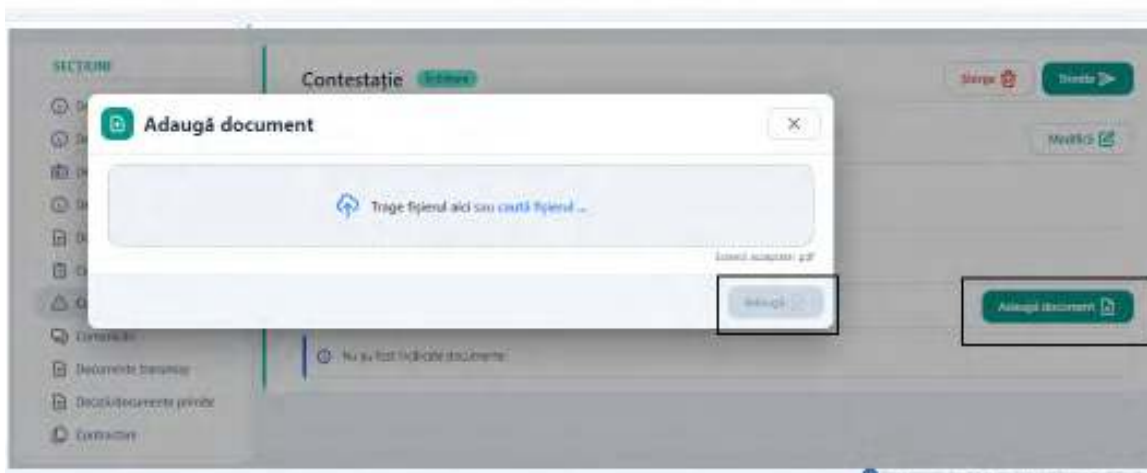 SECȚIUNI
Contestație
Șterge
Trimite
Adaugă document
Modifică
Trage fișierul aici sau caută fișierul ...
Extensii acceptate: pdf
Adaugă
Adaugă document
Comunicări
Nu au fost indicate documente
Documente transmise
Decizii/documente primite
Contractare